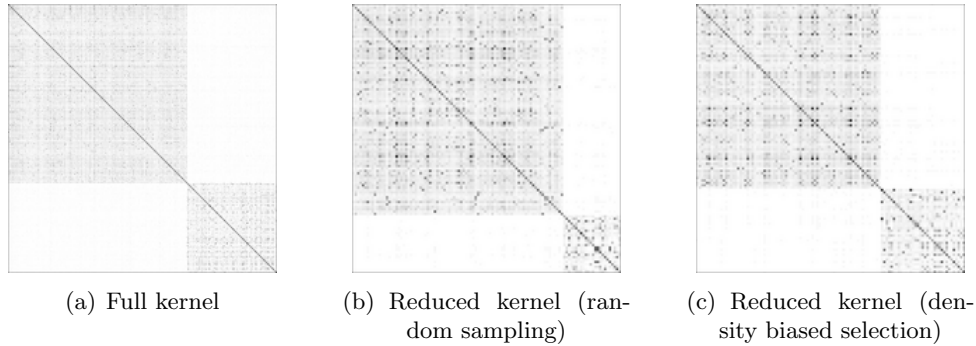 (a) Full kernel
(b) Reduced kernel (ran-
dom sampling)
(c) Reduced kernel (den-
sity biased selection)